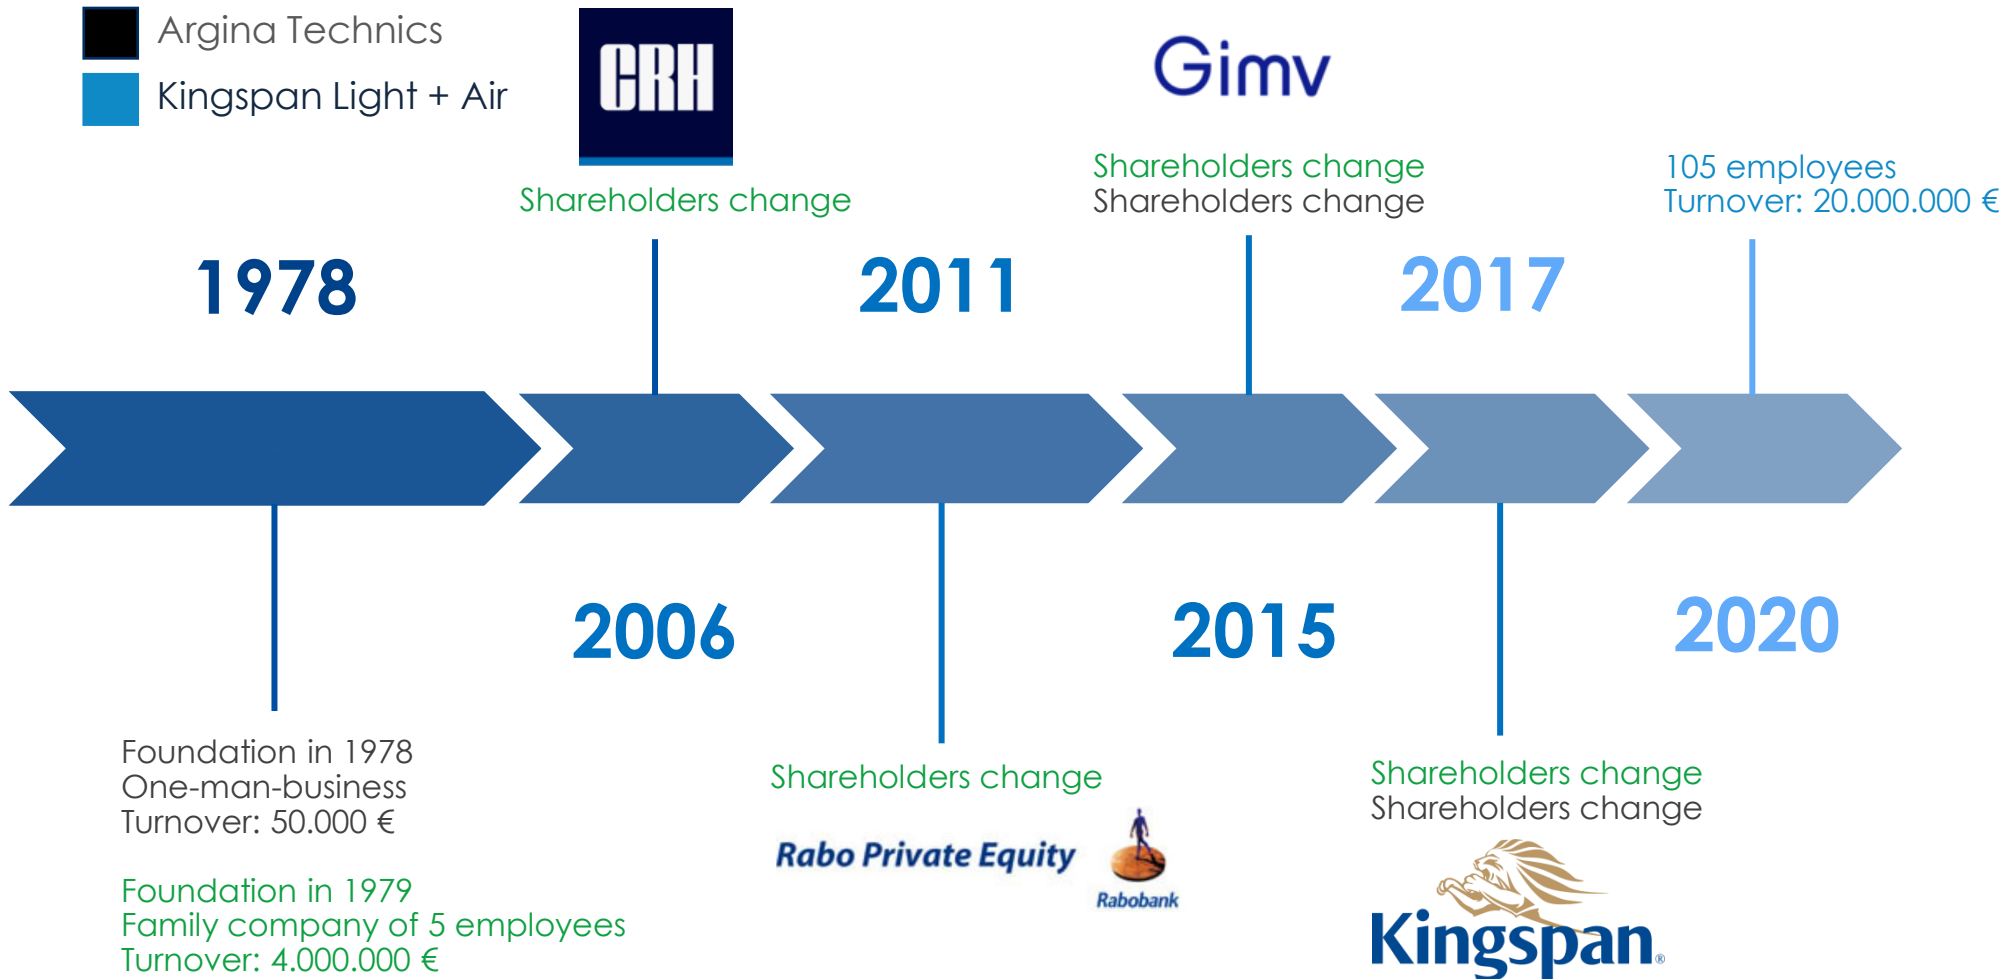 Argina Technics
Kingspan Light + Air
CRH
Shareholders change
Gimv
Shareholders change
Shareholders change
105 employees
Turnover: 20.000.000 €
1978
2011
2017
2006
2015
2020
Foundation in 1978
One-man-business
Turnover: 50.000 €
Foundation in 1979
Family company of 5 employees
Turnover: 4.000.000 €
Shareholders change
Rabo Private Equity
Rabobank
Shareholders change
Shareholders change
Kingspan®